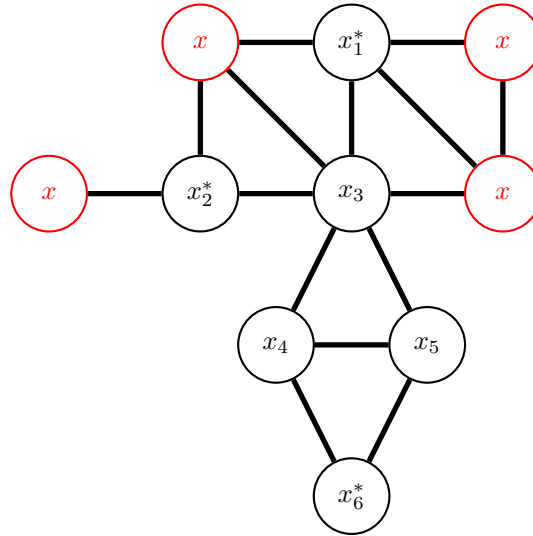 x x₁* x
x x₂* x₃ x
x₄ x₅
x₆*